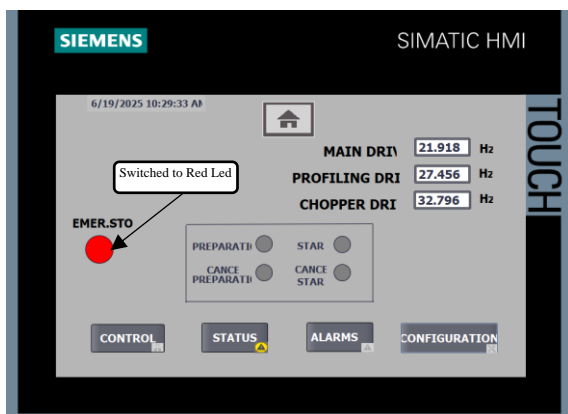 SIEMENS
SIMATIC HMI
TOUCH
6/19/2025 10:29:33 AM
MAIN DRIV 21.918 Hz
PROFILING DRI 27.456 Hz
CHOPPER DRI 32.796 Hz
Switched to Red Led
EMER.STO
PREPARATI
STAR
CANCE
PREPARATI
CANCE
STAR
CONTROL
STATUS
ALARMS
CONFIGURATION